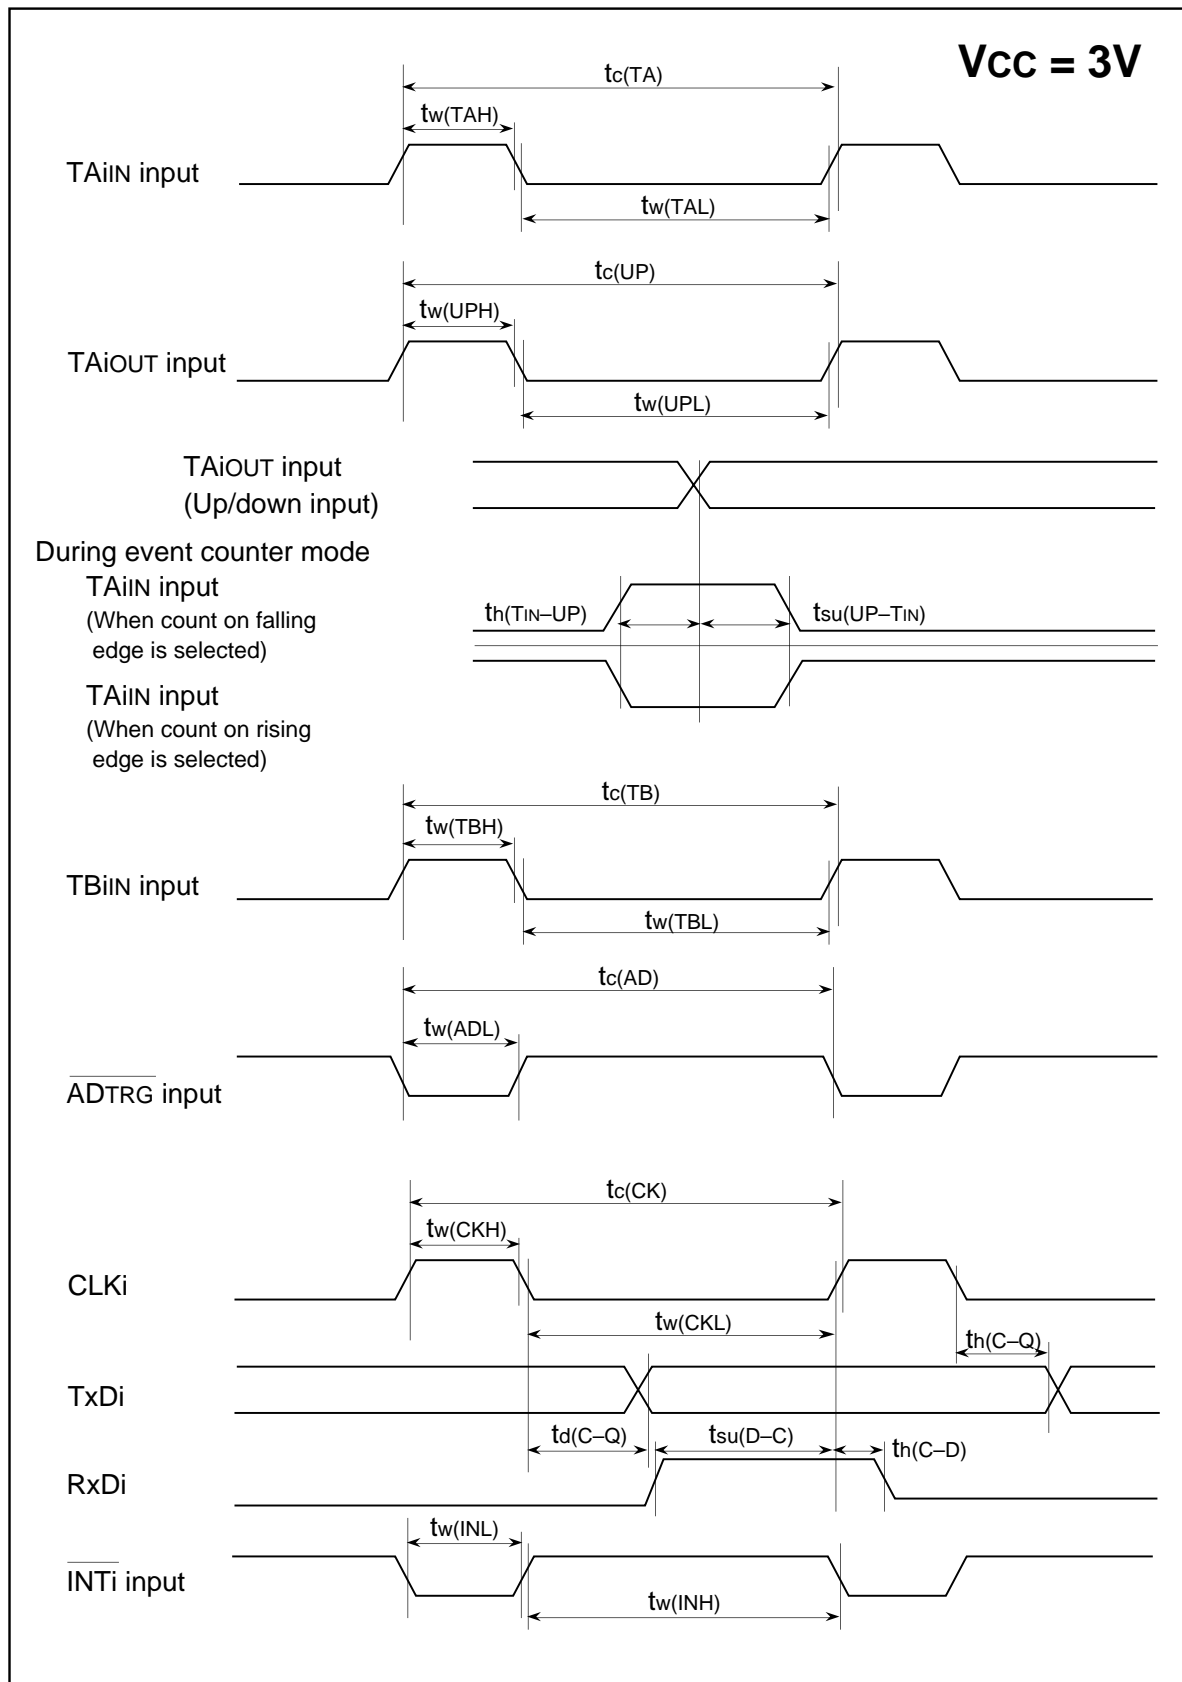 VCC = 3V
tc(TA)
tw(TAH)
TAiIN input
tw(TAL)
tc(UP)
tw(UPH)
TAiOUT input
tw(UPL)
TAiOUT input
(Up/down input)
During event counter mode
TAiIN input
(When count on falling
edge is selected)
th(TIN–UP)
tsu(UP–TIN)
TAiIN input
(When count on rising
edge is selected)
tc(TB)
tw(TBH)
TBiIN input
tw(TBL)
tc(AD)
tw(ADL)
ADTRG input
tc(CK)
tw(CKH)
CLKi
tw(CKL)
th(C–Q)
TxDi
td(C–Q)
tsu(D–C)
th(C–D)
RxDi
tw(INL)
INTi input
tw(INH)